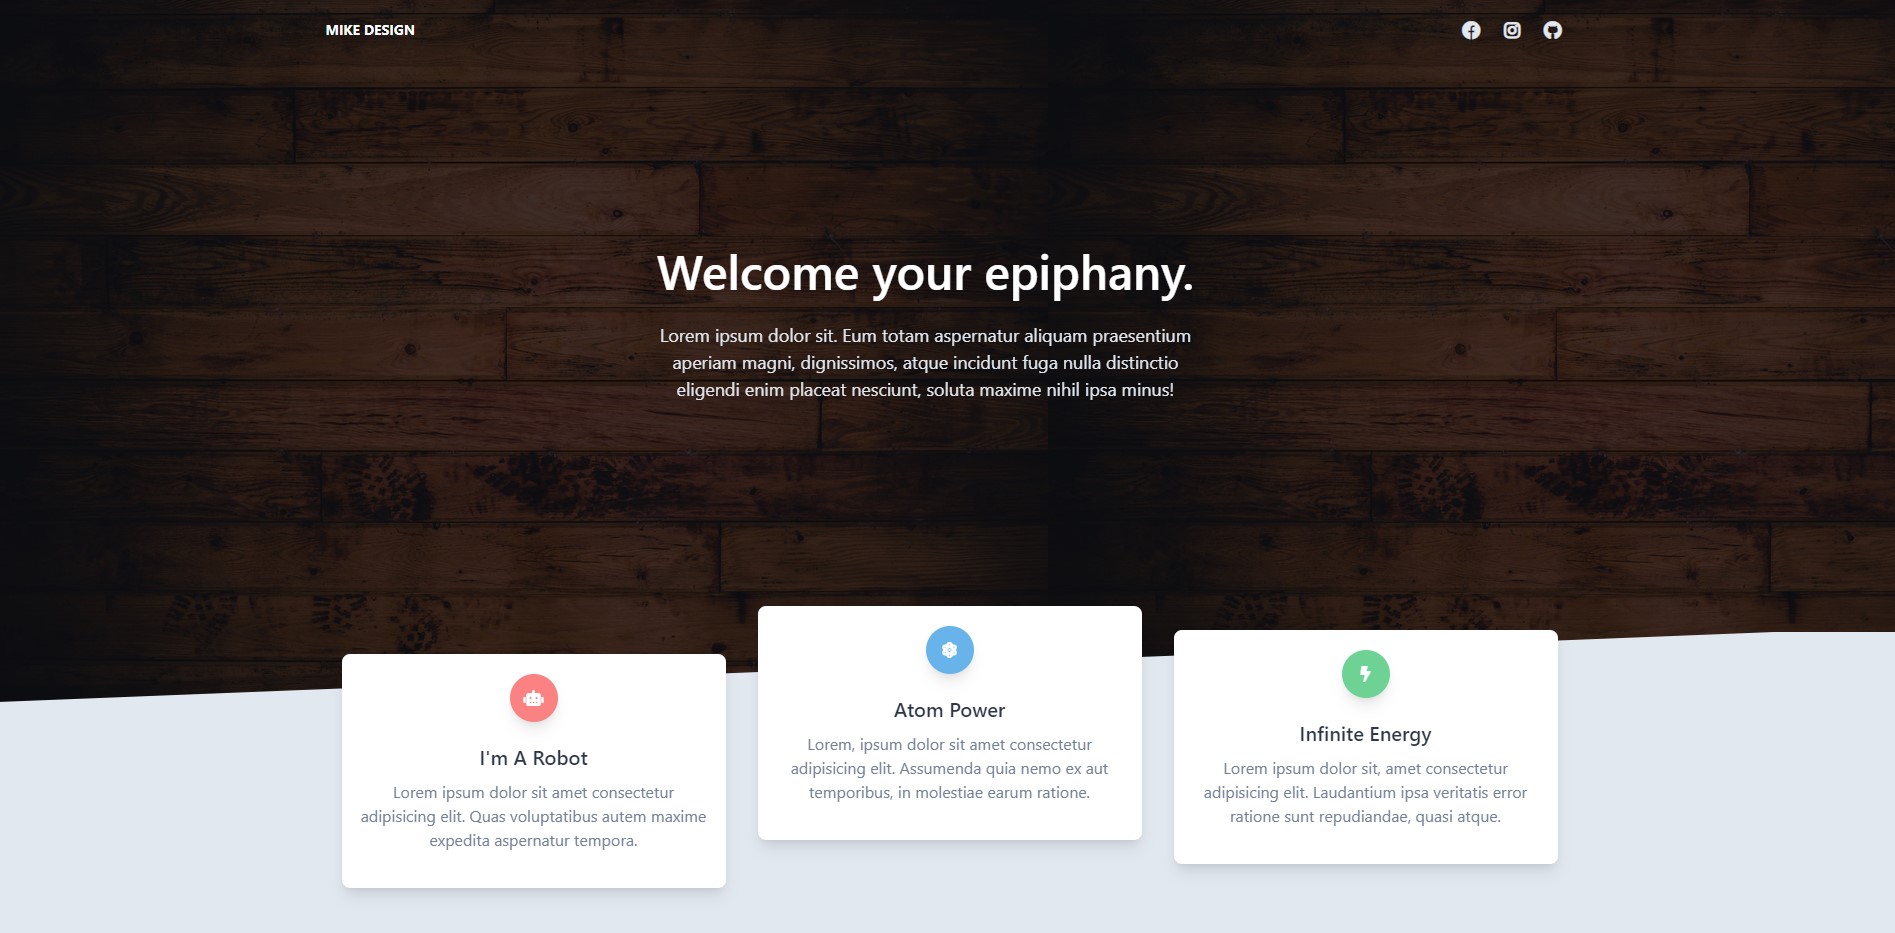 MIKE DESIGN
Welcome your epiphany.
Lorem ipsum dolor sit. Eum totam aspernatur aliquam praesentium
aperiam magni, dignissimos, atque incidunt fuga nulla distinctio
eligendi enim placeat nesciunt, soluta maxime nihil ipsa minus!
I'm A Robot
Lorem ipsum dolor sit amet consectetur
adipisicing elit. Quas voluptatibus autem maxime
expedita aspernatur tempora.
Atom Power
Lorem, ipsum dolor sit amet consectetur
adipisicing elit. Assumenda quia nemo ex aut
temporibus, in molestiae earum ratione.
Infinite Energy
Lorem ipsum dolor sit, amet consectetur
adipisicing elit. Laudantium ipsa veritatis error
ratione sunt repudiandae, quasi atque.